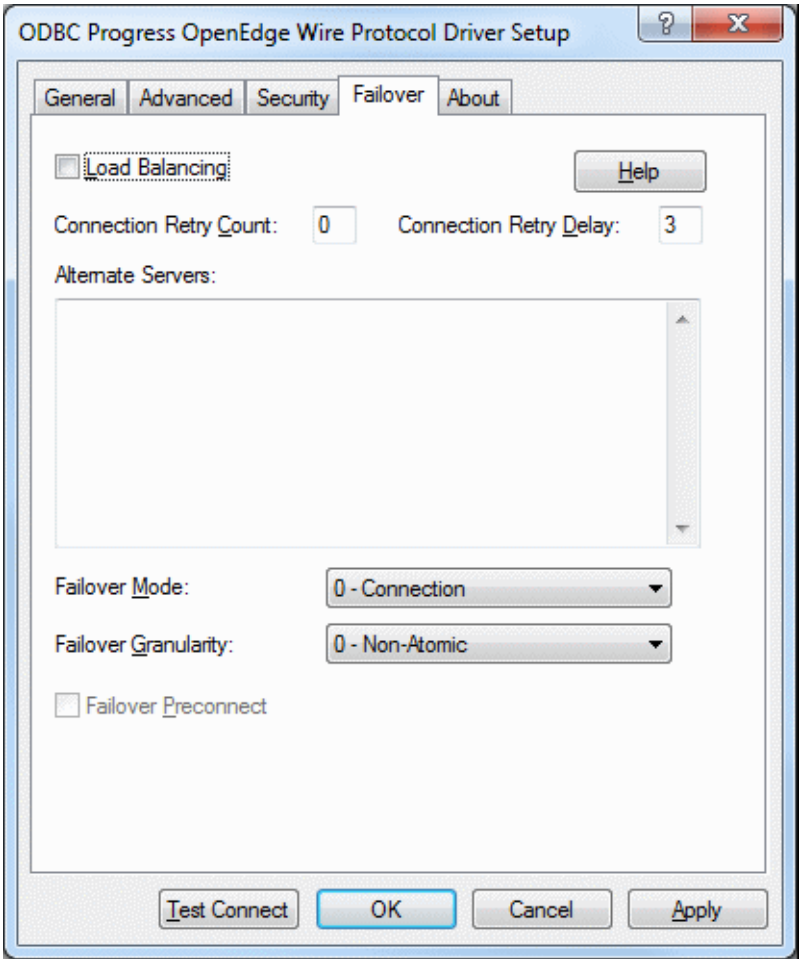 ODBC Progress OpenEdge Wire Protocol Driver Setup ? X
General Advanced Security Failover About
Load Balancing Help
Connection Retry Count: 0 Connection Retry Delay: 3
Alternate Servers:
Failover Mode: 0 - Connection
Failover Granularity: 0 - Non-Atomic
Failover Preconnect
Test Connect OK Cancel Apply